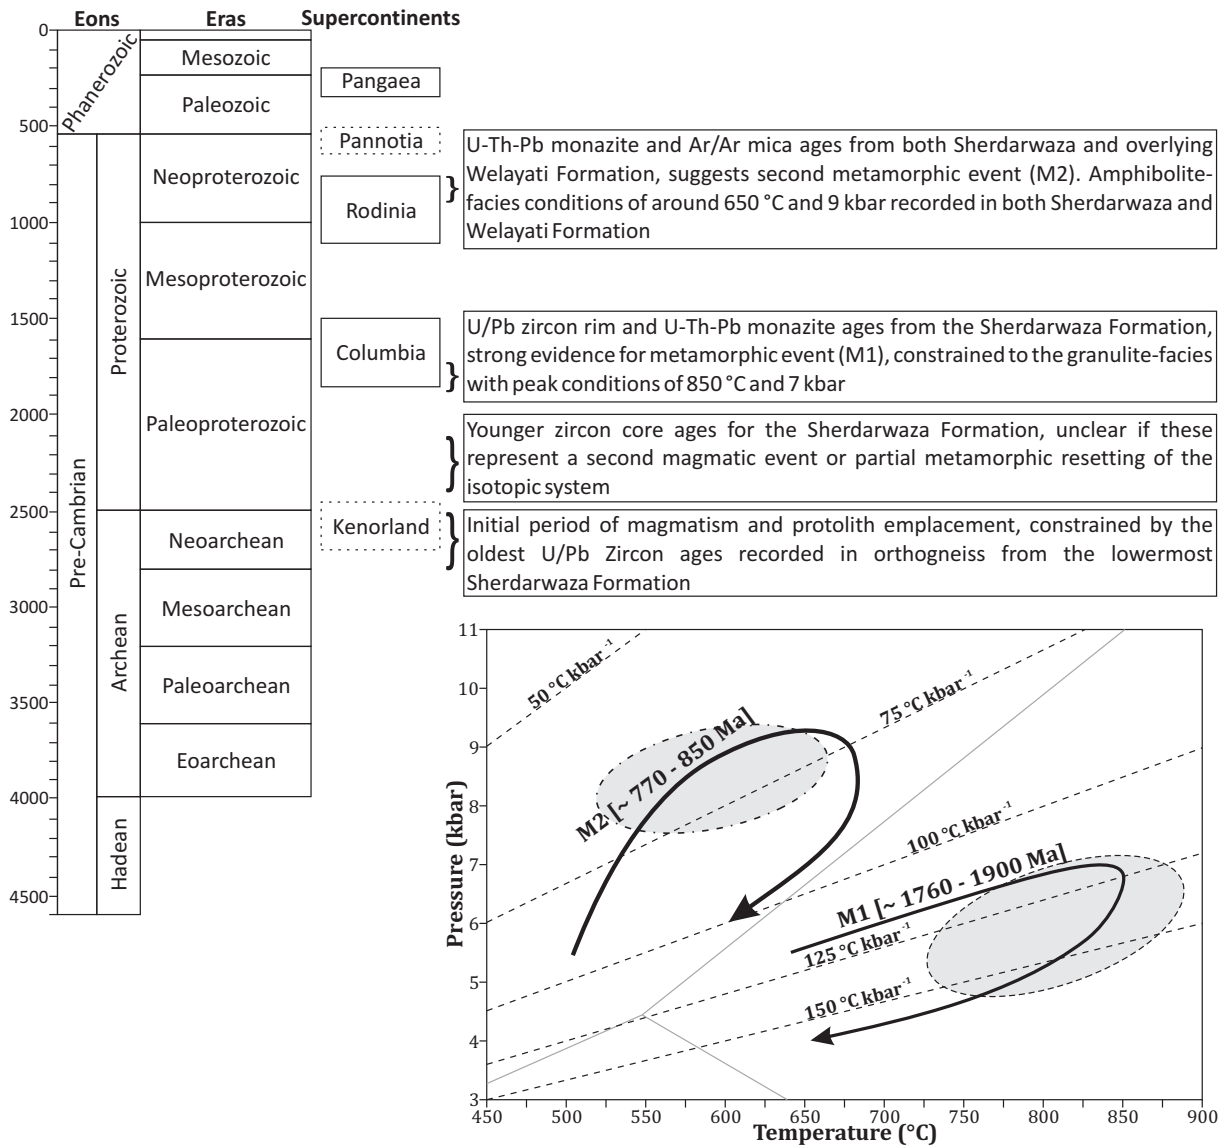 Eons Eras Supercontinents
0
500
1000
1500
2000
2500
3000
3500
4000
4500
Phanerozoic
Pre-Cambrian
Proterozoic
Archean
Hadean
Mesozoic
Paleozoic
Neoproterozoic
Mesoproterozoic
Paleoproterozoic
Neoarchean
Mesoarchean
Paleoarchean
Eoarchean
Pangaea
Pannotia
Rodinia
Columbia
Kenorland
U-Th-Pb monazite and Ar/Ar mica ages from both Sherdarwaza and overlying
Welayati Formation, suggests second metamorphic event (M2). Amphibolite-
facies conditions of around 650 °C and 9 kbar recorded in both Sherdarwaza and
Welayati Formation
U/Pb zircon rim and U-Th-Pb monazite ages from the Sherdarwaza Formation,
strong evidence for metamorphic event (M1), constrained to the granulite-facies
with peak conditions of 850 °C and 7 kbar
Younger zircon core ages for the Sherdarwaza Formation, unclear if these
represent a second magmatic event or partial metamorphic resetting of the
isotopic system
Initial period of magmatism and protolith emplacement, constrained by the
oldest U/Pb Zircon ages recorded in orthogneiss from the lowermost
Sherdarwaza Formation
11
10
9
8
7
6
5
4
3
Pressure (kbar)
50 °C kbar⁻¹
75 °C kbar⁻¹
100 °C kbar⁻¹
125 °C kbar⁻¹
150 °C kbar⁻¹
M2 [~ 770 - 850 Ma]
M1 [~ 1760 - 1900 Ma]
450 500 550 600 650 700 750 800 850 900
Temperature (°C)